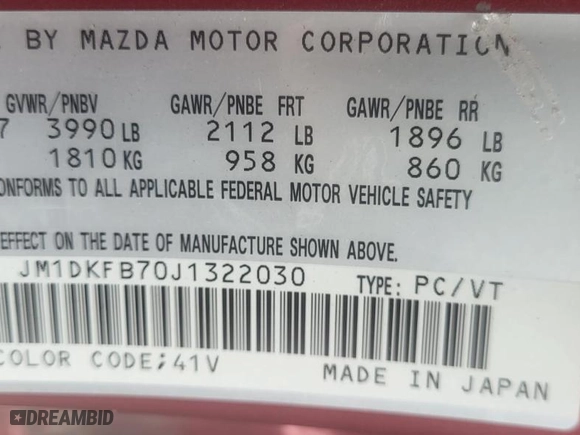 BY MAZDA MOTOR CORPORATION
GVWR/PNBV GAWR/PNBE FRT GAWR/PNBE RR
7 3990 LB 2112 LB 1896 LB
1810 KG 958 KG 860 KG
CONFORMS TO ALL APPLICABLE FEDERAL MOTOR VEHICLE SAFETY
EFFECT ON THE DATE OF MANUFACTURE SHOWN ABOVE.
JM1DKFB70J1322030 TYPE: PC/VT
COLOR CODE;41V
MADE IN JAPAN
DREAMBID